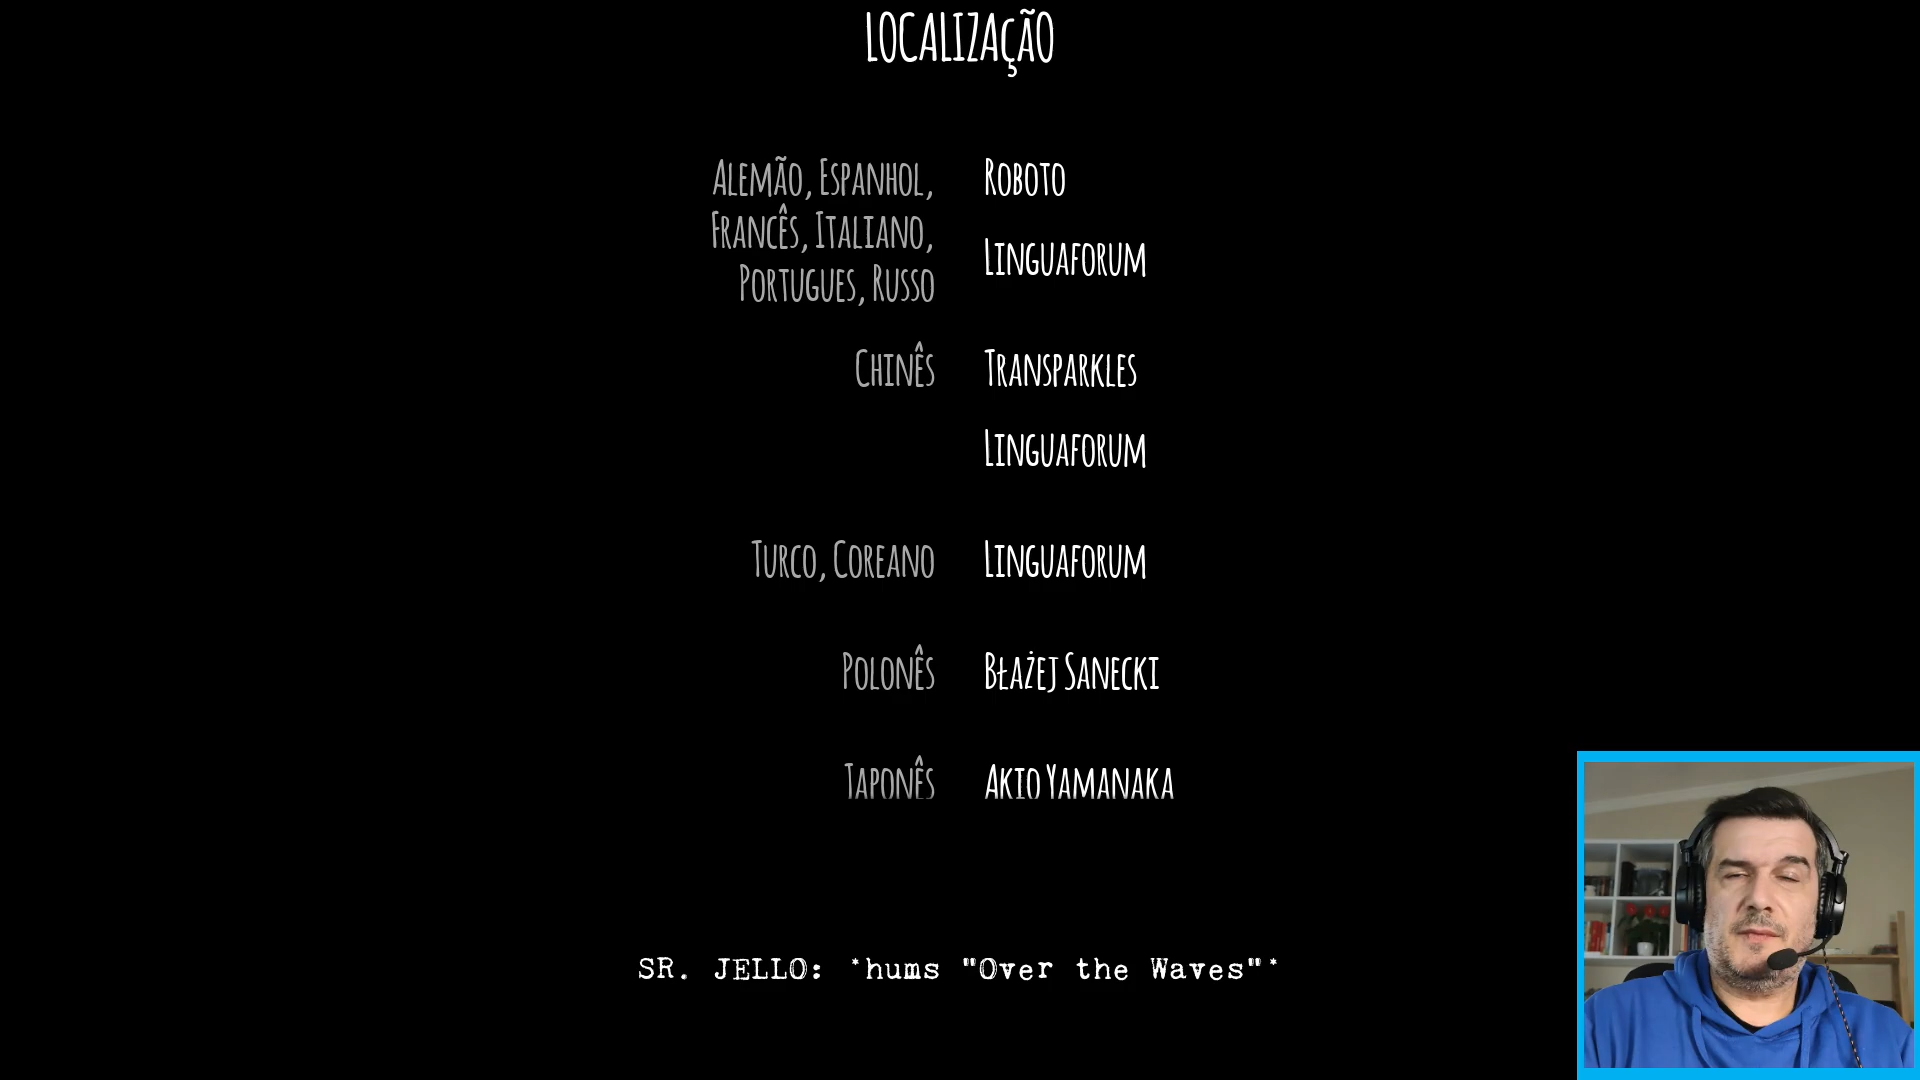 LOCALIZAÇÃO
ALEMÃO, ESPANHOL,
FRANCÊS, ITALIANO,
PORTUGUES, RUSSO
ROBOTO
LINGUAFORUM
CHINÊS
TRANSPARKLES
LINGUAFORUM
TURCO, COREANO
LINGUAFORUM
POLONÊS
BŁAŻEJ SANECKI
JAPONÊS
AKIO YAMANAKA
SR. JELLO: *hums "Over the Waves"*